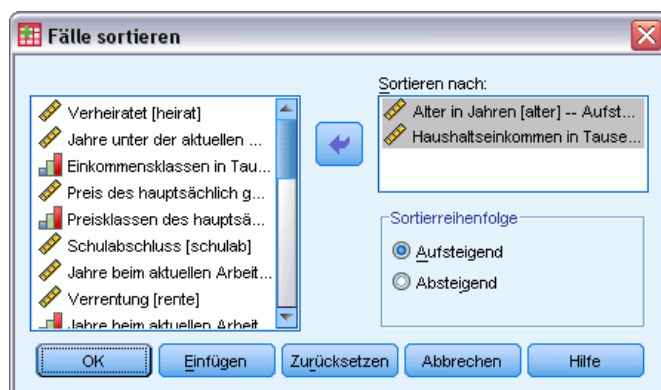 Fälle sortieren
Sortieren nach:
Verheiratet [heirat]
Jahre unter der aktuellen ...
Einkommensklassen in Tau...
Preis des hauptsächlich g...
Preisklassen des hauptsä...
Schulabschluss [schulab]
Jahre beim aktuellen Arbeit...
Verrentung [rente]
Jahre beim aktuellen Arbeit
Alter in Jahren [alter] -- Aufst...
Haushaltseinkommen in Tause...
Sortierreihenfolge
Aufsteigend
Absteigend
OK
Einfügen
Zurücksetzen
Abbrechen
Hilfe